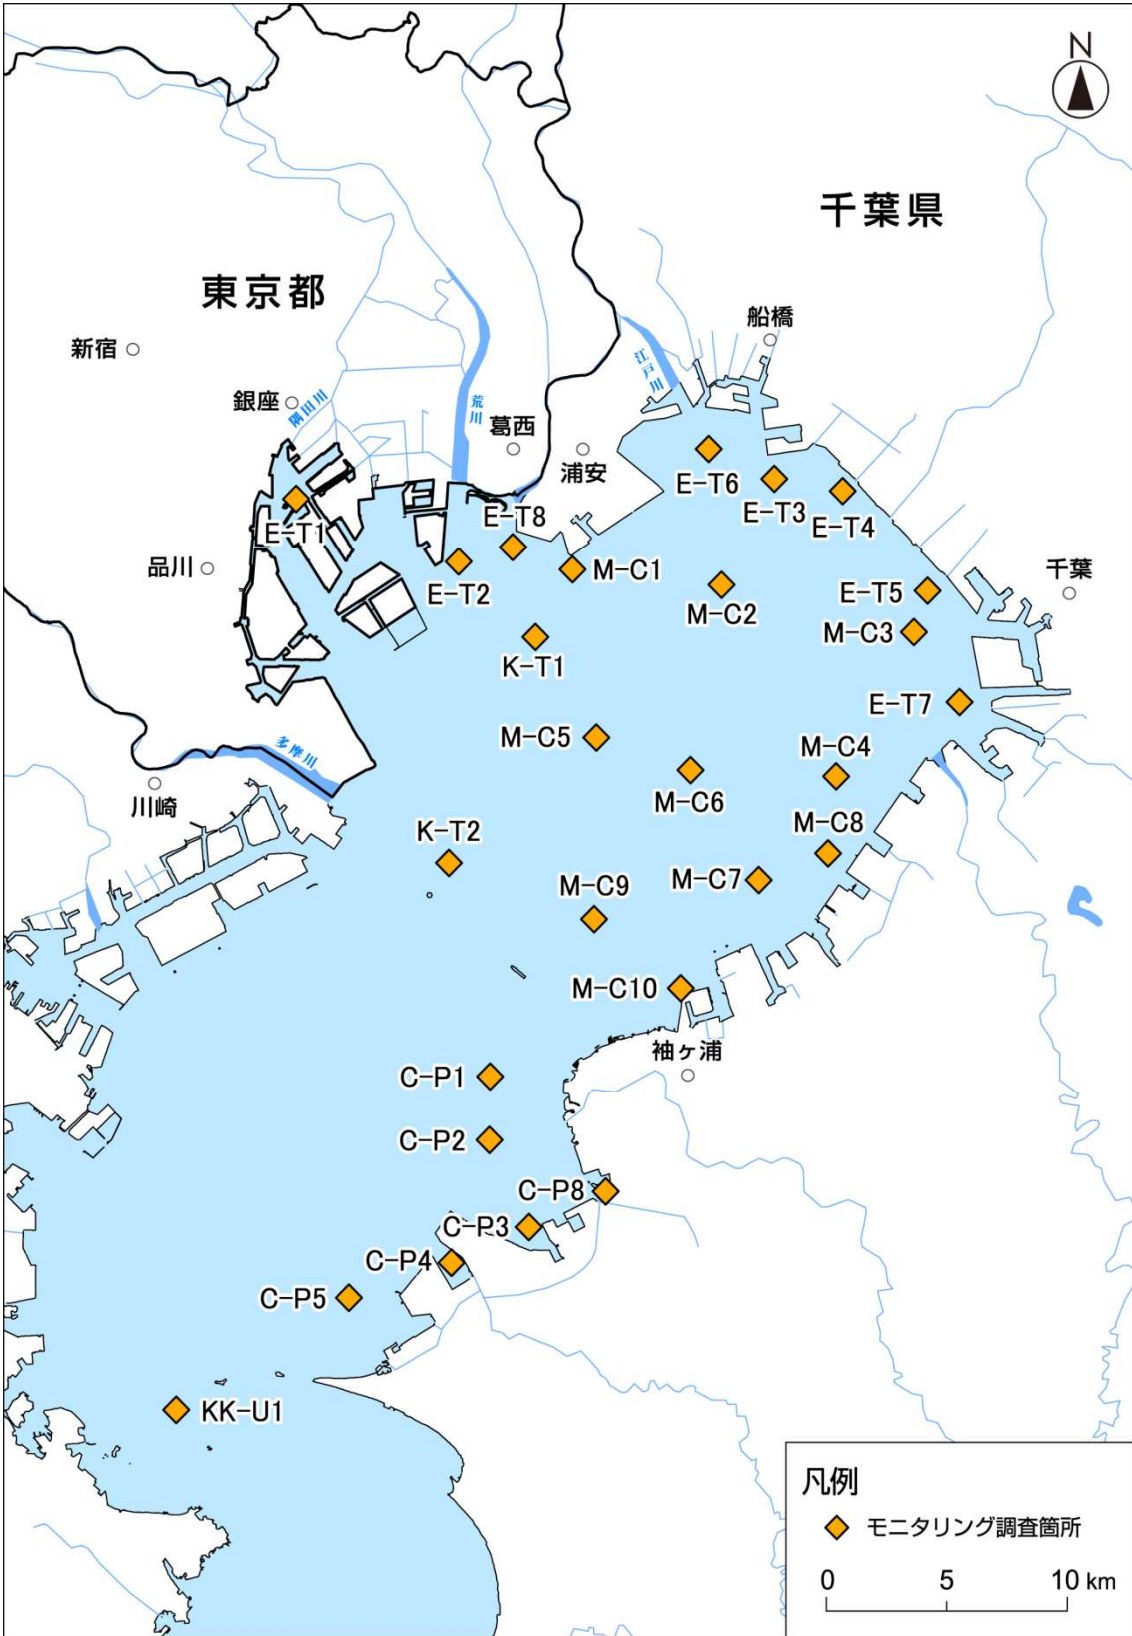 N
千葉県
東京都
船橋
新宿
江戸川
銀座
隅田川
荒川
葛西
浦安
E-T6
E-T3
E-T4
E-T1
E-T8
品川
E-T2
M-C1
M-C2
千葉
E-T5
M-C3
K-T1
E-T7
M-C5
多摩川
M-C4
M-C6
川崎
K-T2
M-C8
M-C7
M-C9
M-C10
袖ヶ浦
C-P1
C-P2
C-P8
C-P3
C-P4
C-P5
KK-U1
凡例
モニタリング調査箇所
0 5 10 km